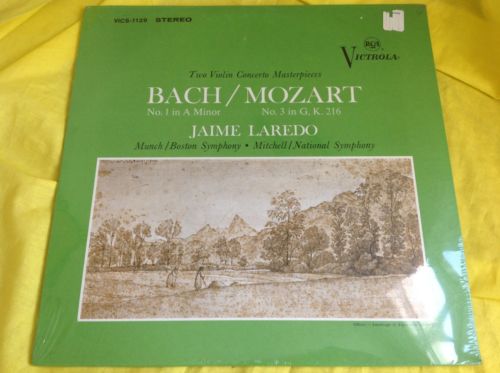 VICS-1129 STEREO
RCA
VICTROLA
Two Violin Concerto Masterpieces
BACH / MOZART
No. 1 in A Minor No. 3 in G, K. 216
JAIME LAREDO
Munch/Boston Symphony • Mitchell/National Symphony